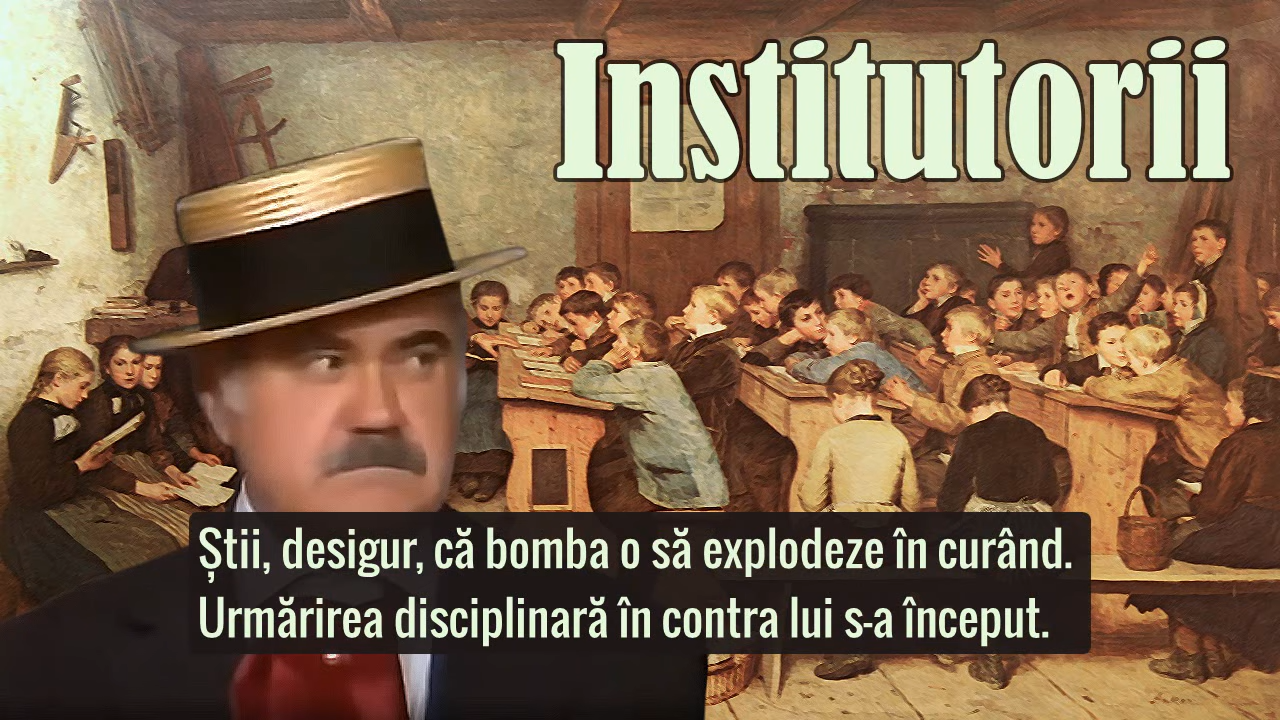 Institutorii
Știi, desigur, că bomba o să explodeze în curând.
Urmărirea disciplinară în contra lui s-a început.